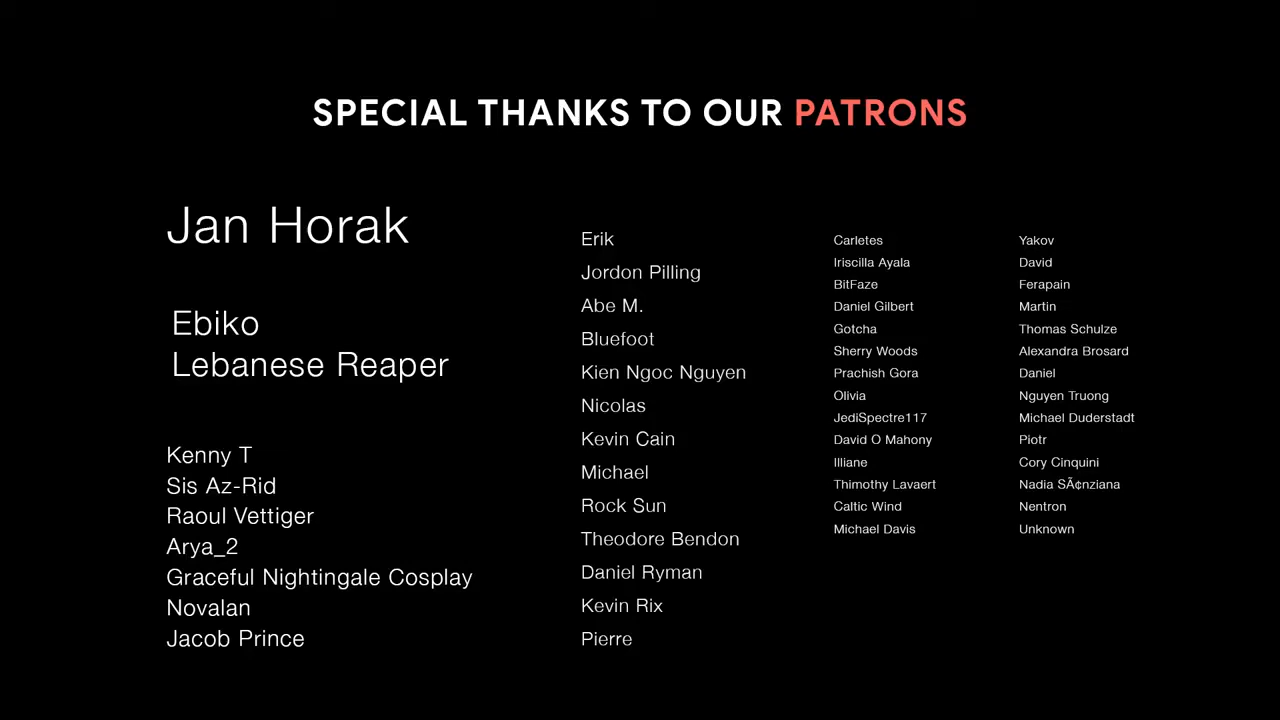 SPECIAL THANKS TO OUR PATRONS
Jan Horak
Ebiko
Lebanese Reaper
Kenny T
Sis Az-Rid
Raoul Vettiger
Arya_2
Graceful Nightingale Cosplay
Novalan
Jacob Prince
Erik
Jordon Pilling
Abe M.
Bluefoot
Kien Ngoc Nguyen
Nicolas
Kevin Cain
Michael
Rock Sun
Theodore Bendon
Daniel Ryman
Kevin Rix
Pierre
Carletes
Iriscilla Ayala
BitFaze
Daniel Gilbert
Gotcha
Sherry Woods
Prachish Gora
Olivia
JediSpectre117
David O Mahony
Illiane
Thimothy Lavaert
Caltic Wind
Michael Davis
Yakov
David
Ferapain
Martin
Thomas Schulze
Alexandra Brosard
Daniel
Nguyen Truong
Michael Duderstadt
Piotr
Cory Cinquini
Nadia SÃ¢nziana
Nentron
Unknown